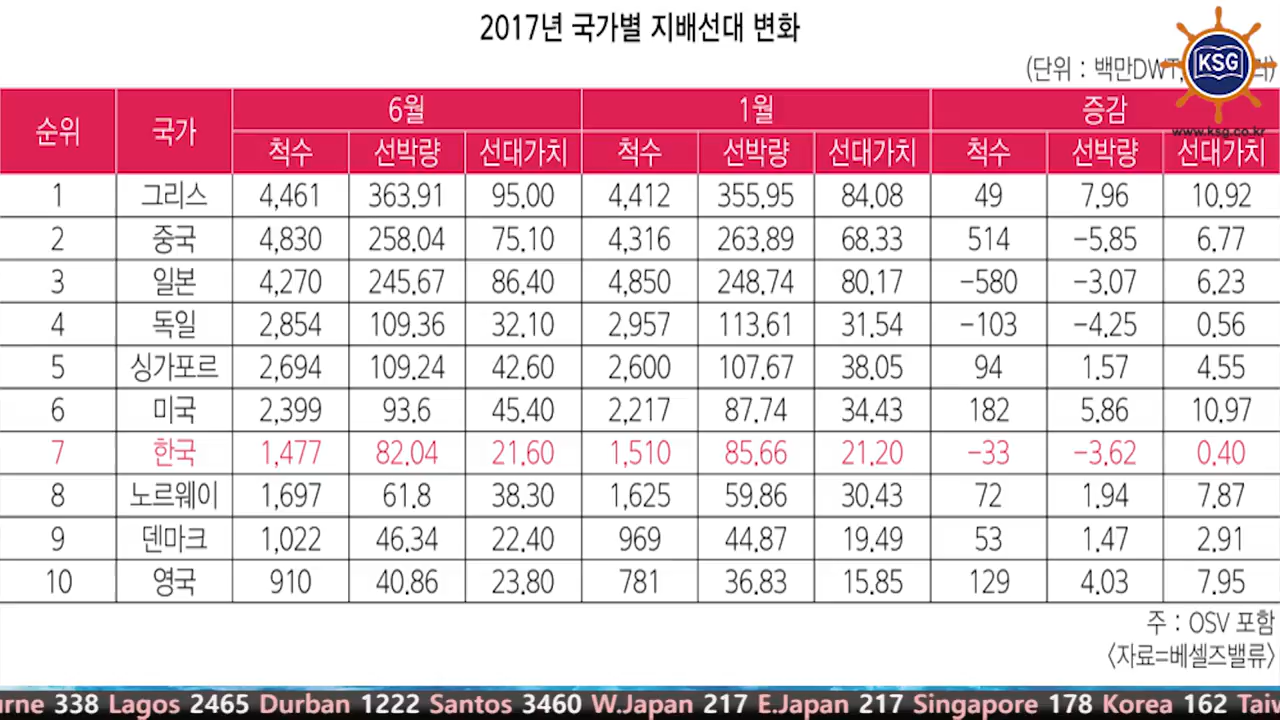 2017년 국가별 지배선대 변화
(단위 : 백만DWT,
KSG
www.ksg.co.kr
순위 국가 6월 1월 증감
척수 선박량 선대가치 척수 선박량 선대가치 척수 선박량 선대가치
1 그리스 4,461 363.91 95.00 4,412 355.95 84.08 49 7.96 10.92
2 중국 4,830 258.04 75.10 4,316 263.89 68.33 514 -5.85 6.77
3 일본 4,270 245.67 86.40 4,850 248.74 80.17 -580 -3.07 6.23
4 독일 2,854 109.36 32.10 2,957 113.61 31.54 -103 -4.25 0.56
5 싱가포르 2,694 109.24 42.60 2,600 107.67 38.05 94 1.57 4.55
6 미국 2,399 93.6 45.40 2,217 87.74 34.43 182 5.86 10.97
7 한국 1,477 82.04 21.60 1,510 85.66 21.20 -33 -3.62 0.40
8 노르웨이 1,697 61.8 38.30 1,625 59.86 30.43 72 1.94 7.87
9 덴마크 1,022 46.34 22.40 969 44.87 19.49 53 1.47 2.91
10 영국 910 40.86 23.80 781 36.83 15.85 129 4.03 7.95
주 : OSV 포함
<자료=베셀즈밸류>
urne 338 Lagos 2465 Durban 1222 Santos 3460 W.Japan 217 E.Japan 217 Singapore 178 Korea 162 Taiw